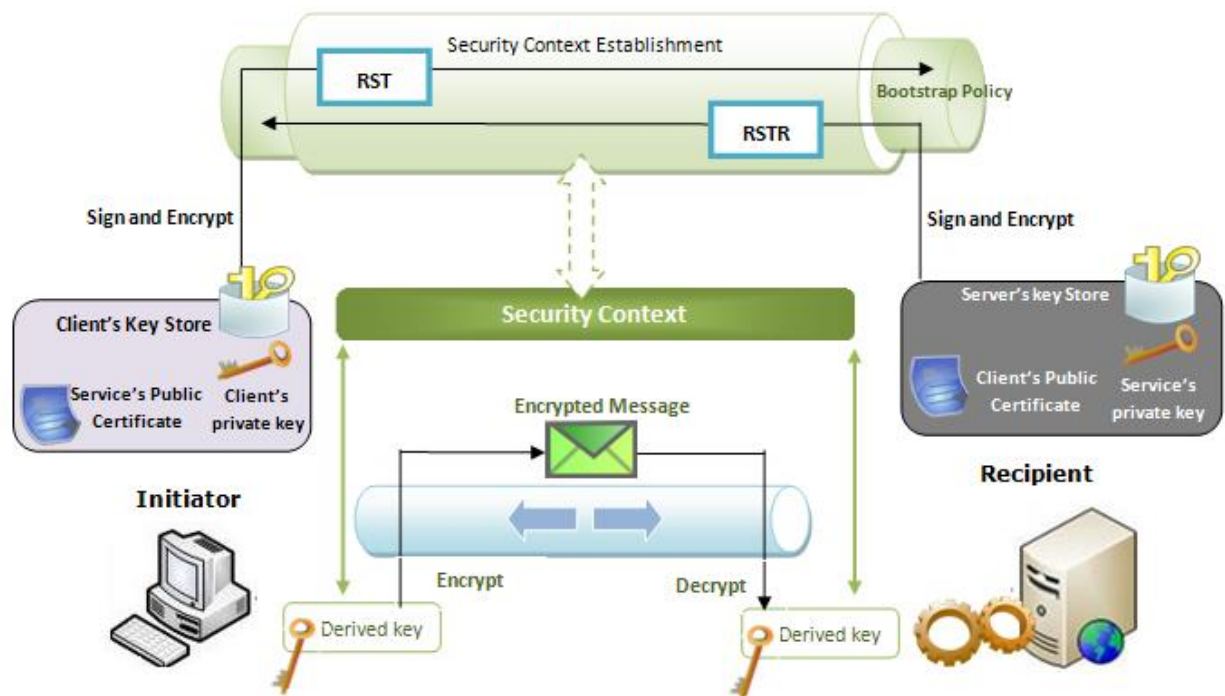 Security Context Establishment
RST
Bootstrap Policy
RSTR
Sign and Encrypt
Sign and Encrypt
Client's Key Store
Service's Public
Certificate
Client's
private key
Security Context
Server's key Store
Client's Public
Certificate
Service's
private key
Encrypted Message
Initiator
Recipient
Encrypt
Decrypt
Derived key
Derived key